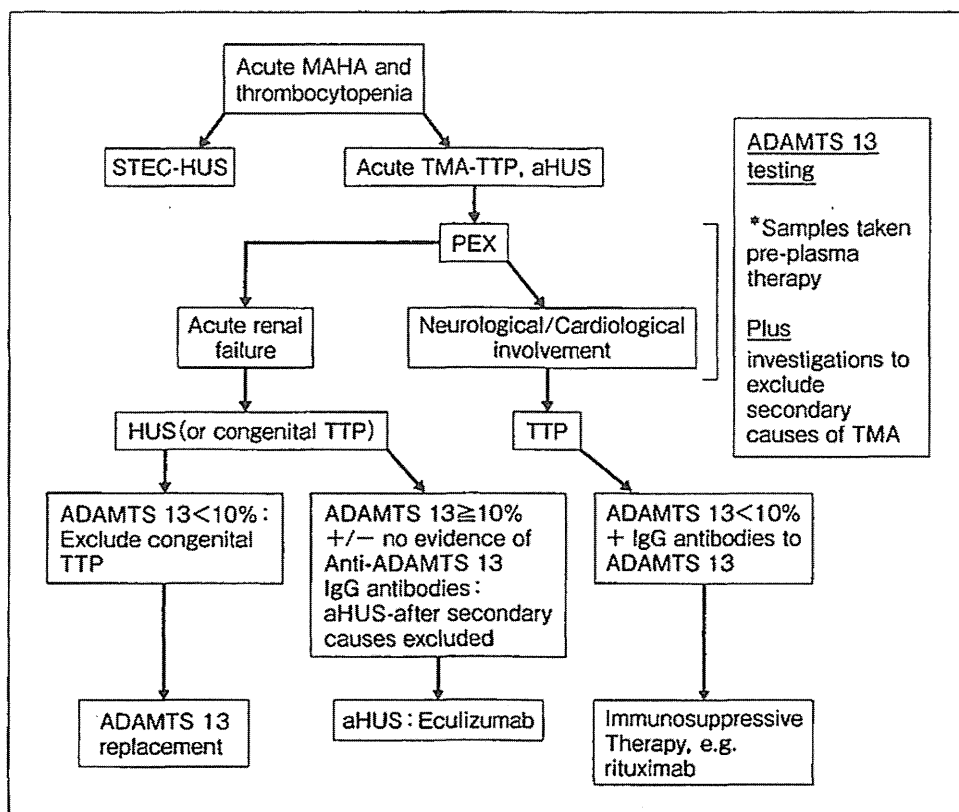 Acute MAHA and
thrombocytopenia
STEC-HUS
Acute TMA-TTP, aHUS
PEX
Acute renal
failure
Neurological/Cardiological
involvement
HUS(or congenital TTP)
TTP
ADAMTS 13<10%:
Exclude congenital
TTP
ADAMTS 13≧10%
+/- no evidence of
Anti-ADAMTS 13
IgG antibodies:
aHUS-after secondary
causes excluded
ADAMTS 13<10%
+ IgG antibodies to
ADAMTS 13
ADAMTS 13
replacement
aHUS: Eculizumab
Immunosuppressive
Therapy, e.g.
rituximab
ADAMTS 13
testing
*Samples taken
pre-plasma
therapy
Plus
investigations to
exclude
secondary
causes of TMA